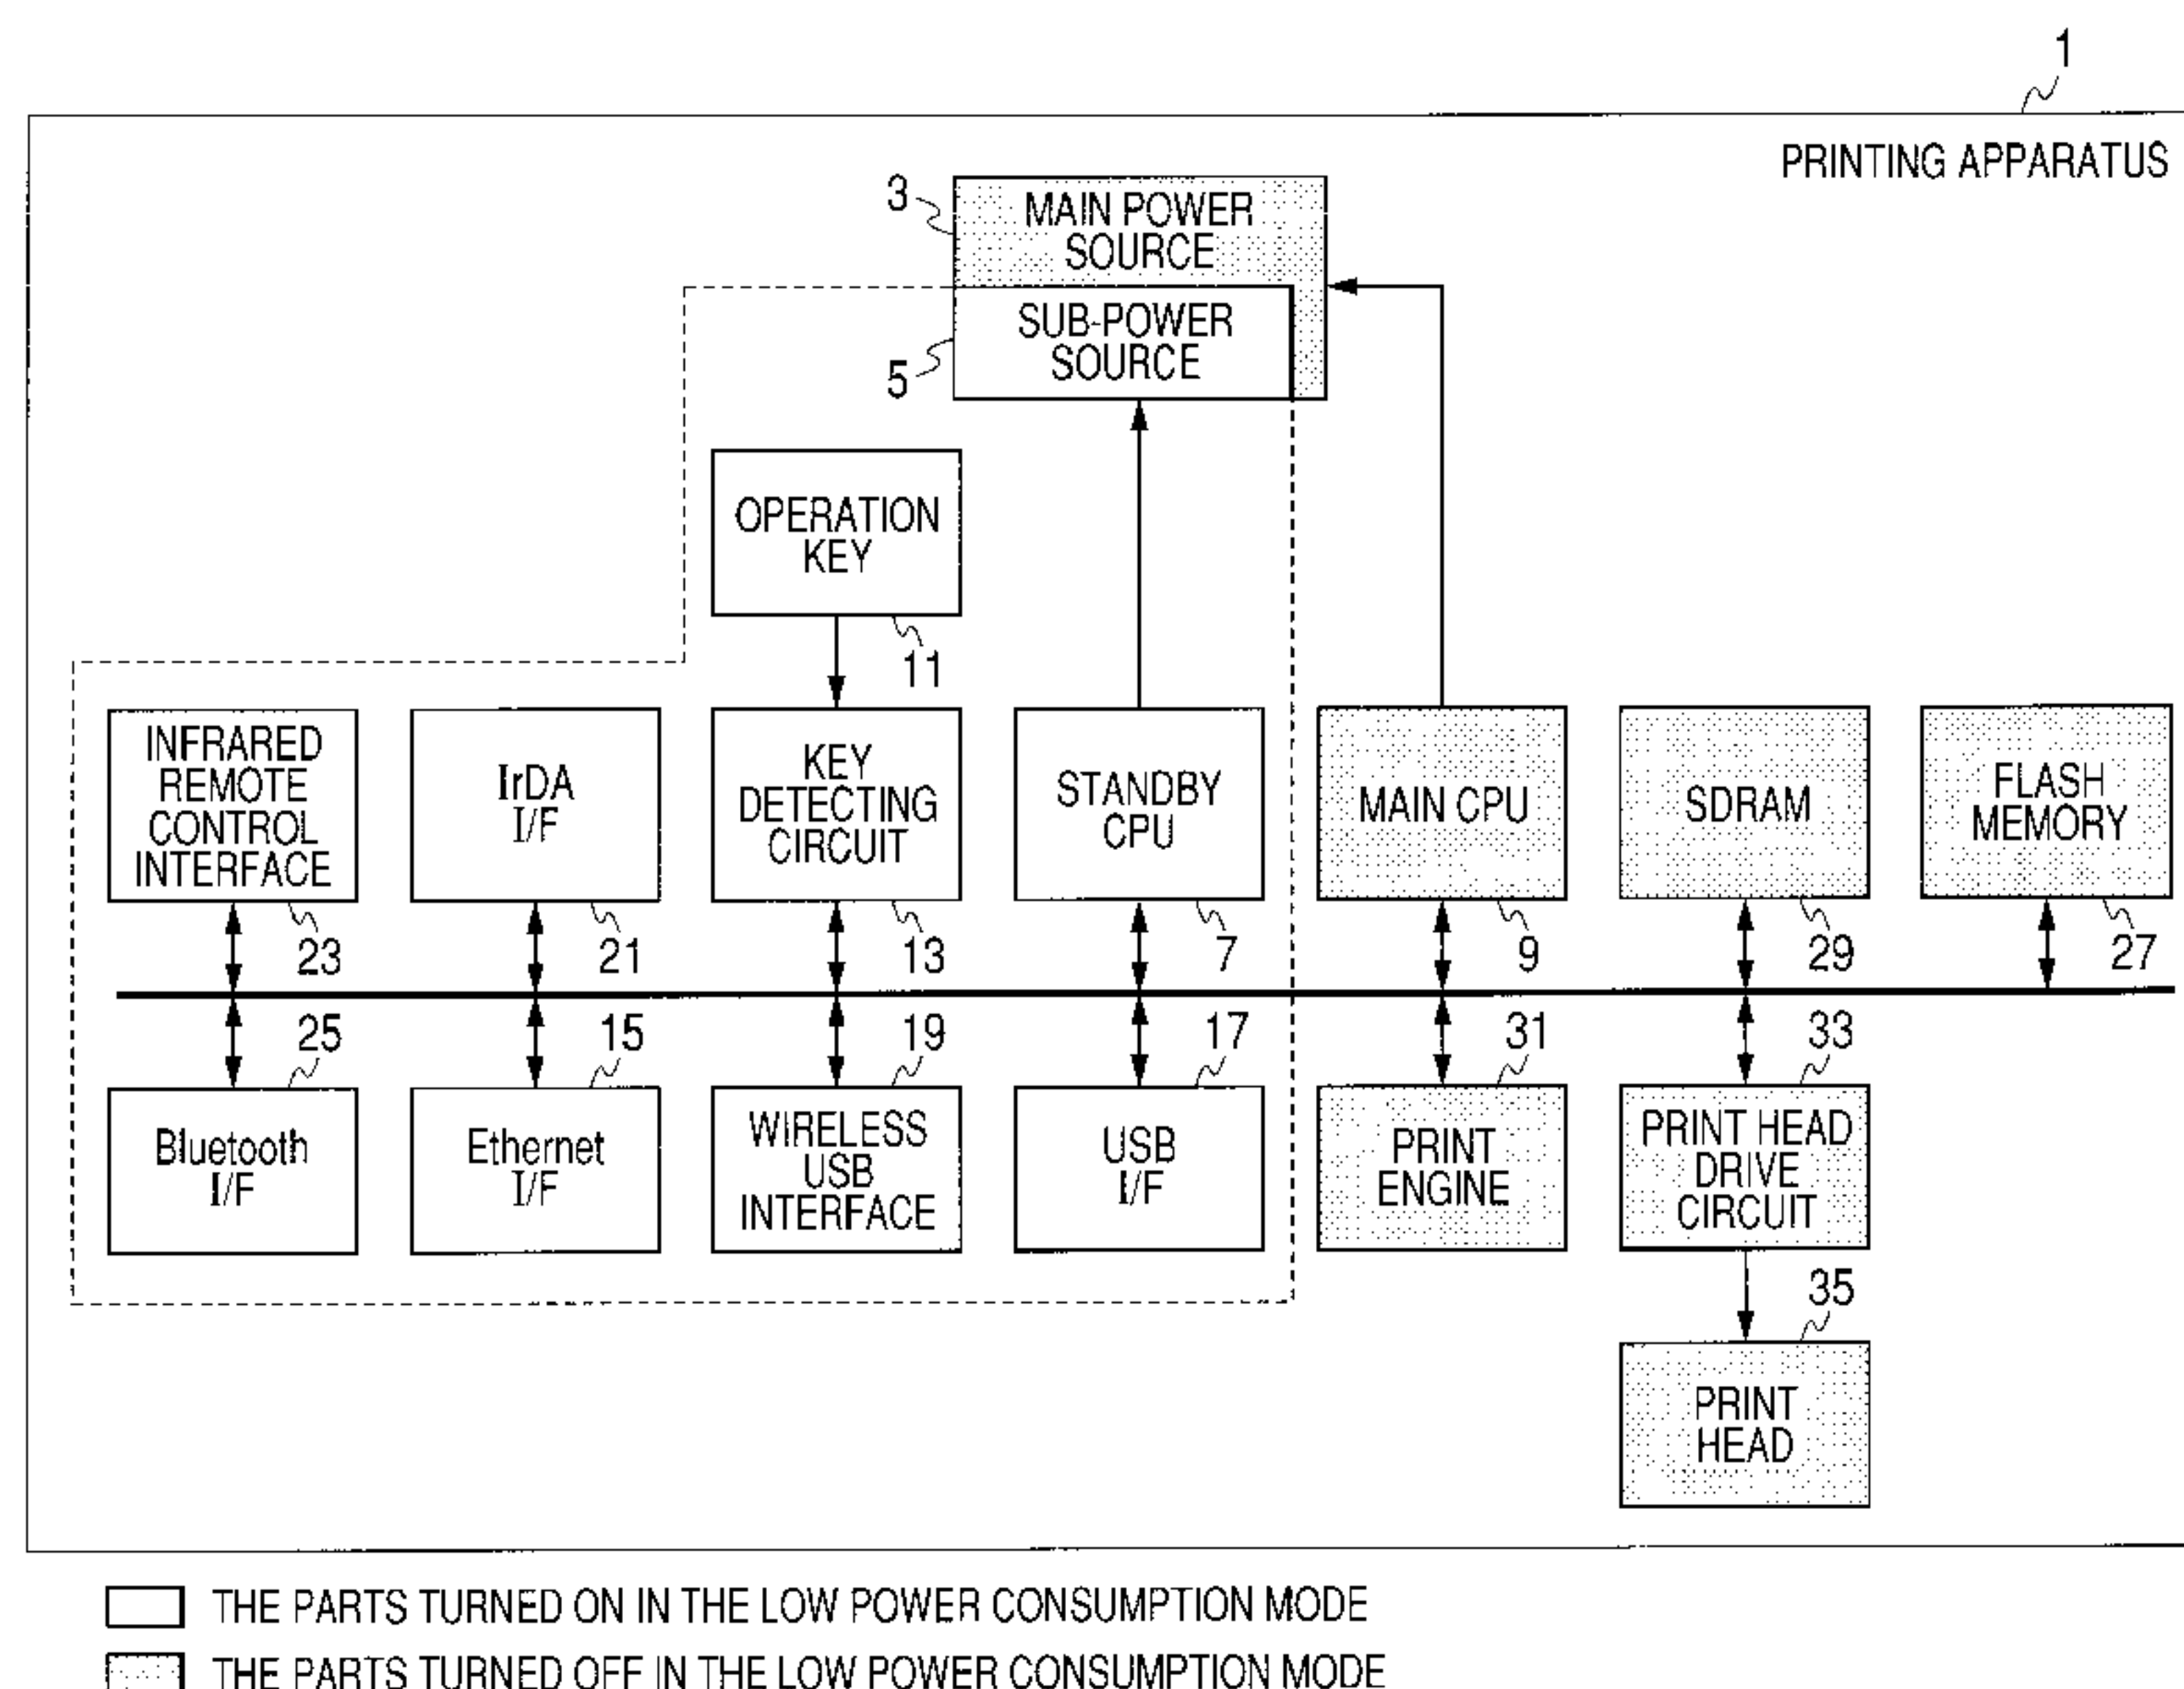 1
PRINTING APPARATUS
3
MAIN POWER
SOURCE
SUB-POWER
SOURCE
5
OPERATION
KEY
11
INFRARED
REMOTE
CONTROL
INTERFACE
23
IrDA
I/F
21
KEY
DETECTING
CIRCUIT
13
STANDBY
CPU
7
MAIN CPU
9
SDRAM
29
FLASH
MEMORY
27
25
Bluetooth
I/F
15
Ethernet
I/F
19
WIRELESS
USB
INTERFACE
17
USB
I/F
31
PRINT
ENGINE
33
PRINT HEAD
DRIVE
CIRCUIT
35
PRINT
HEAD
THE PARTS TURNED ON IN THE LOW POWER CONSUMPTION MODE
THE PARTS TURNED OFF IN THE LOW POWER CONSUMPTION MODE